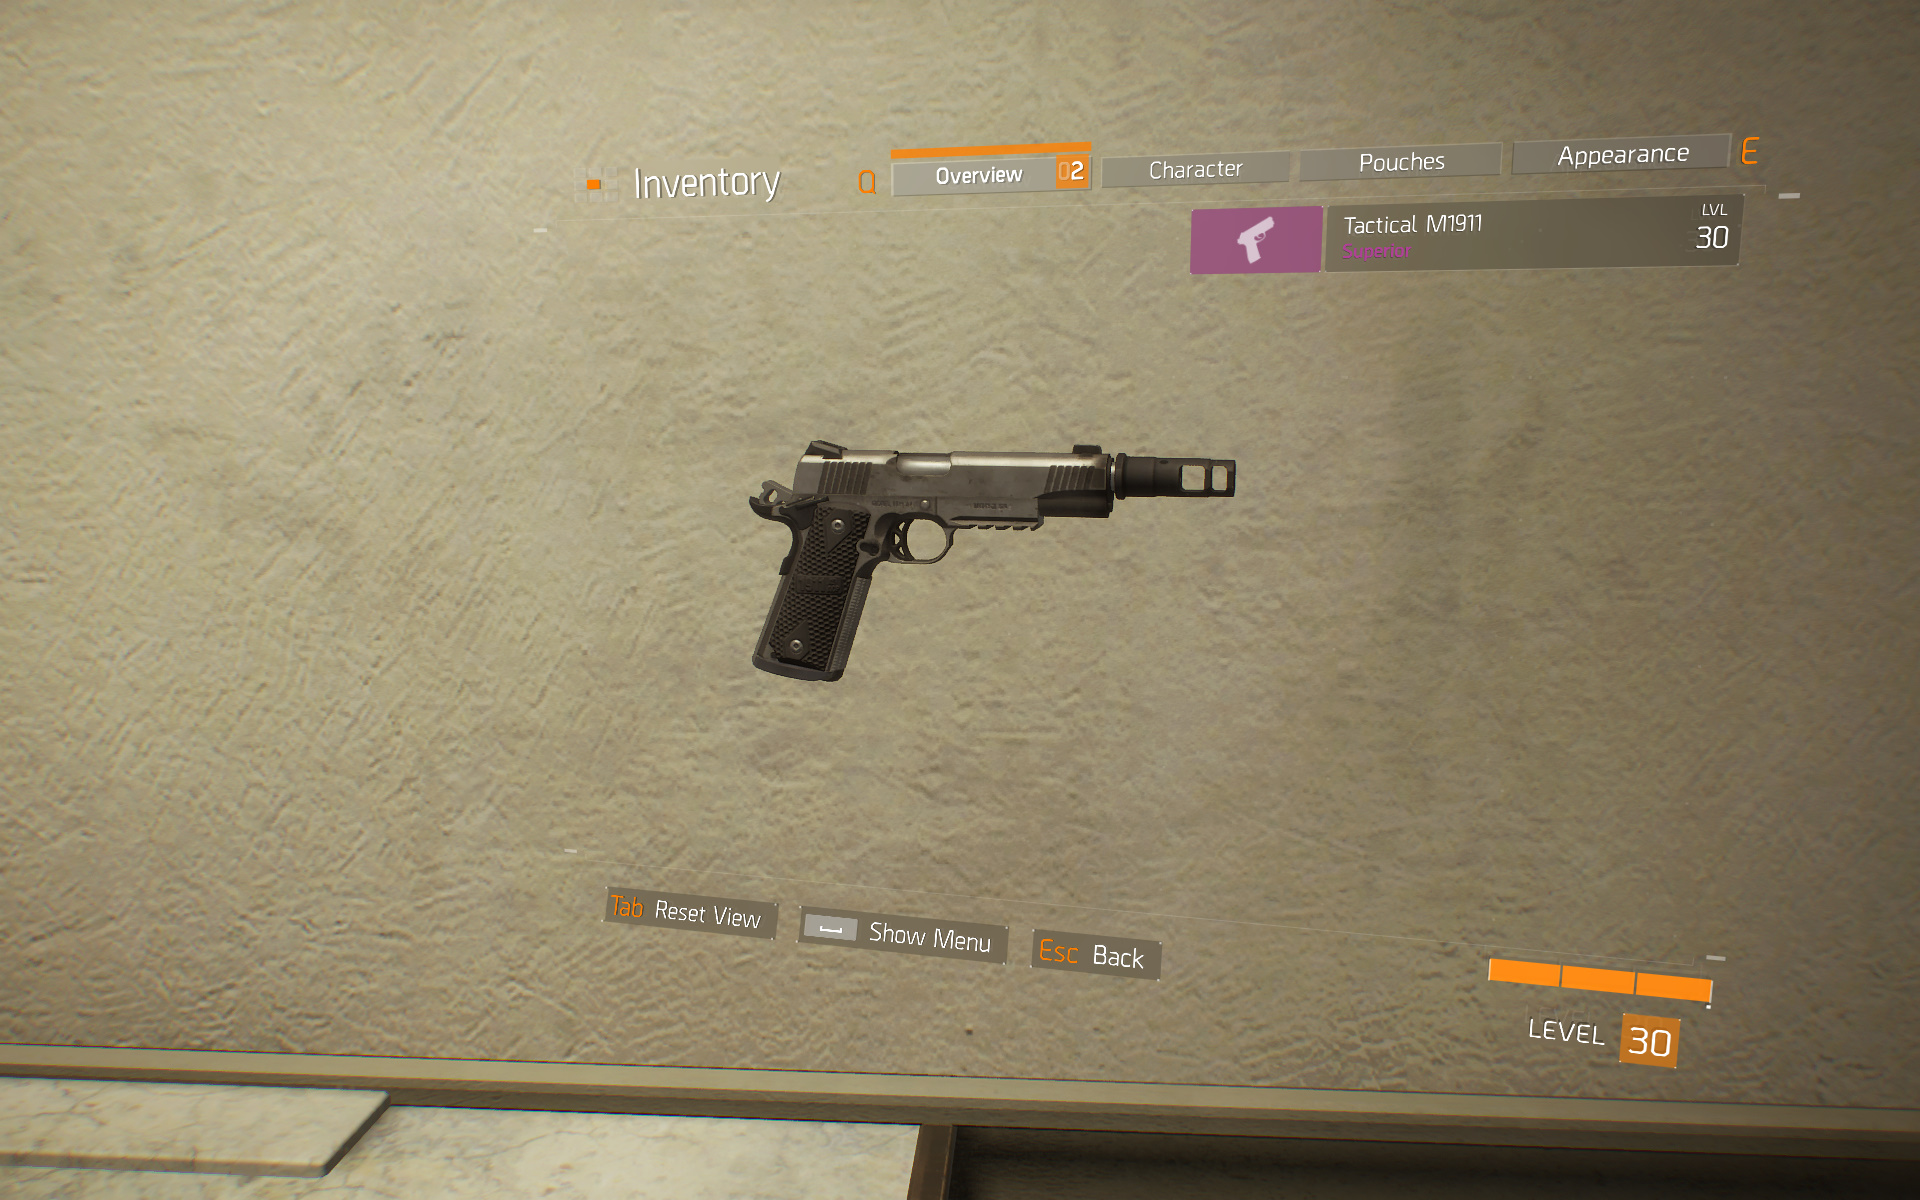 Inventory
Q
Overview 02
Character
Pouches
Appearance
E
Tactical M1911
Superior
LVL
30
Tab Reset View
Show Menu
Esc Back
LEVEL 30